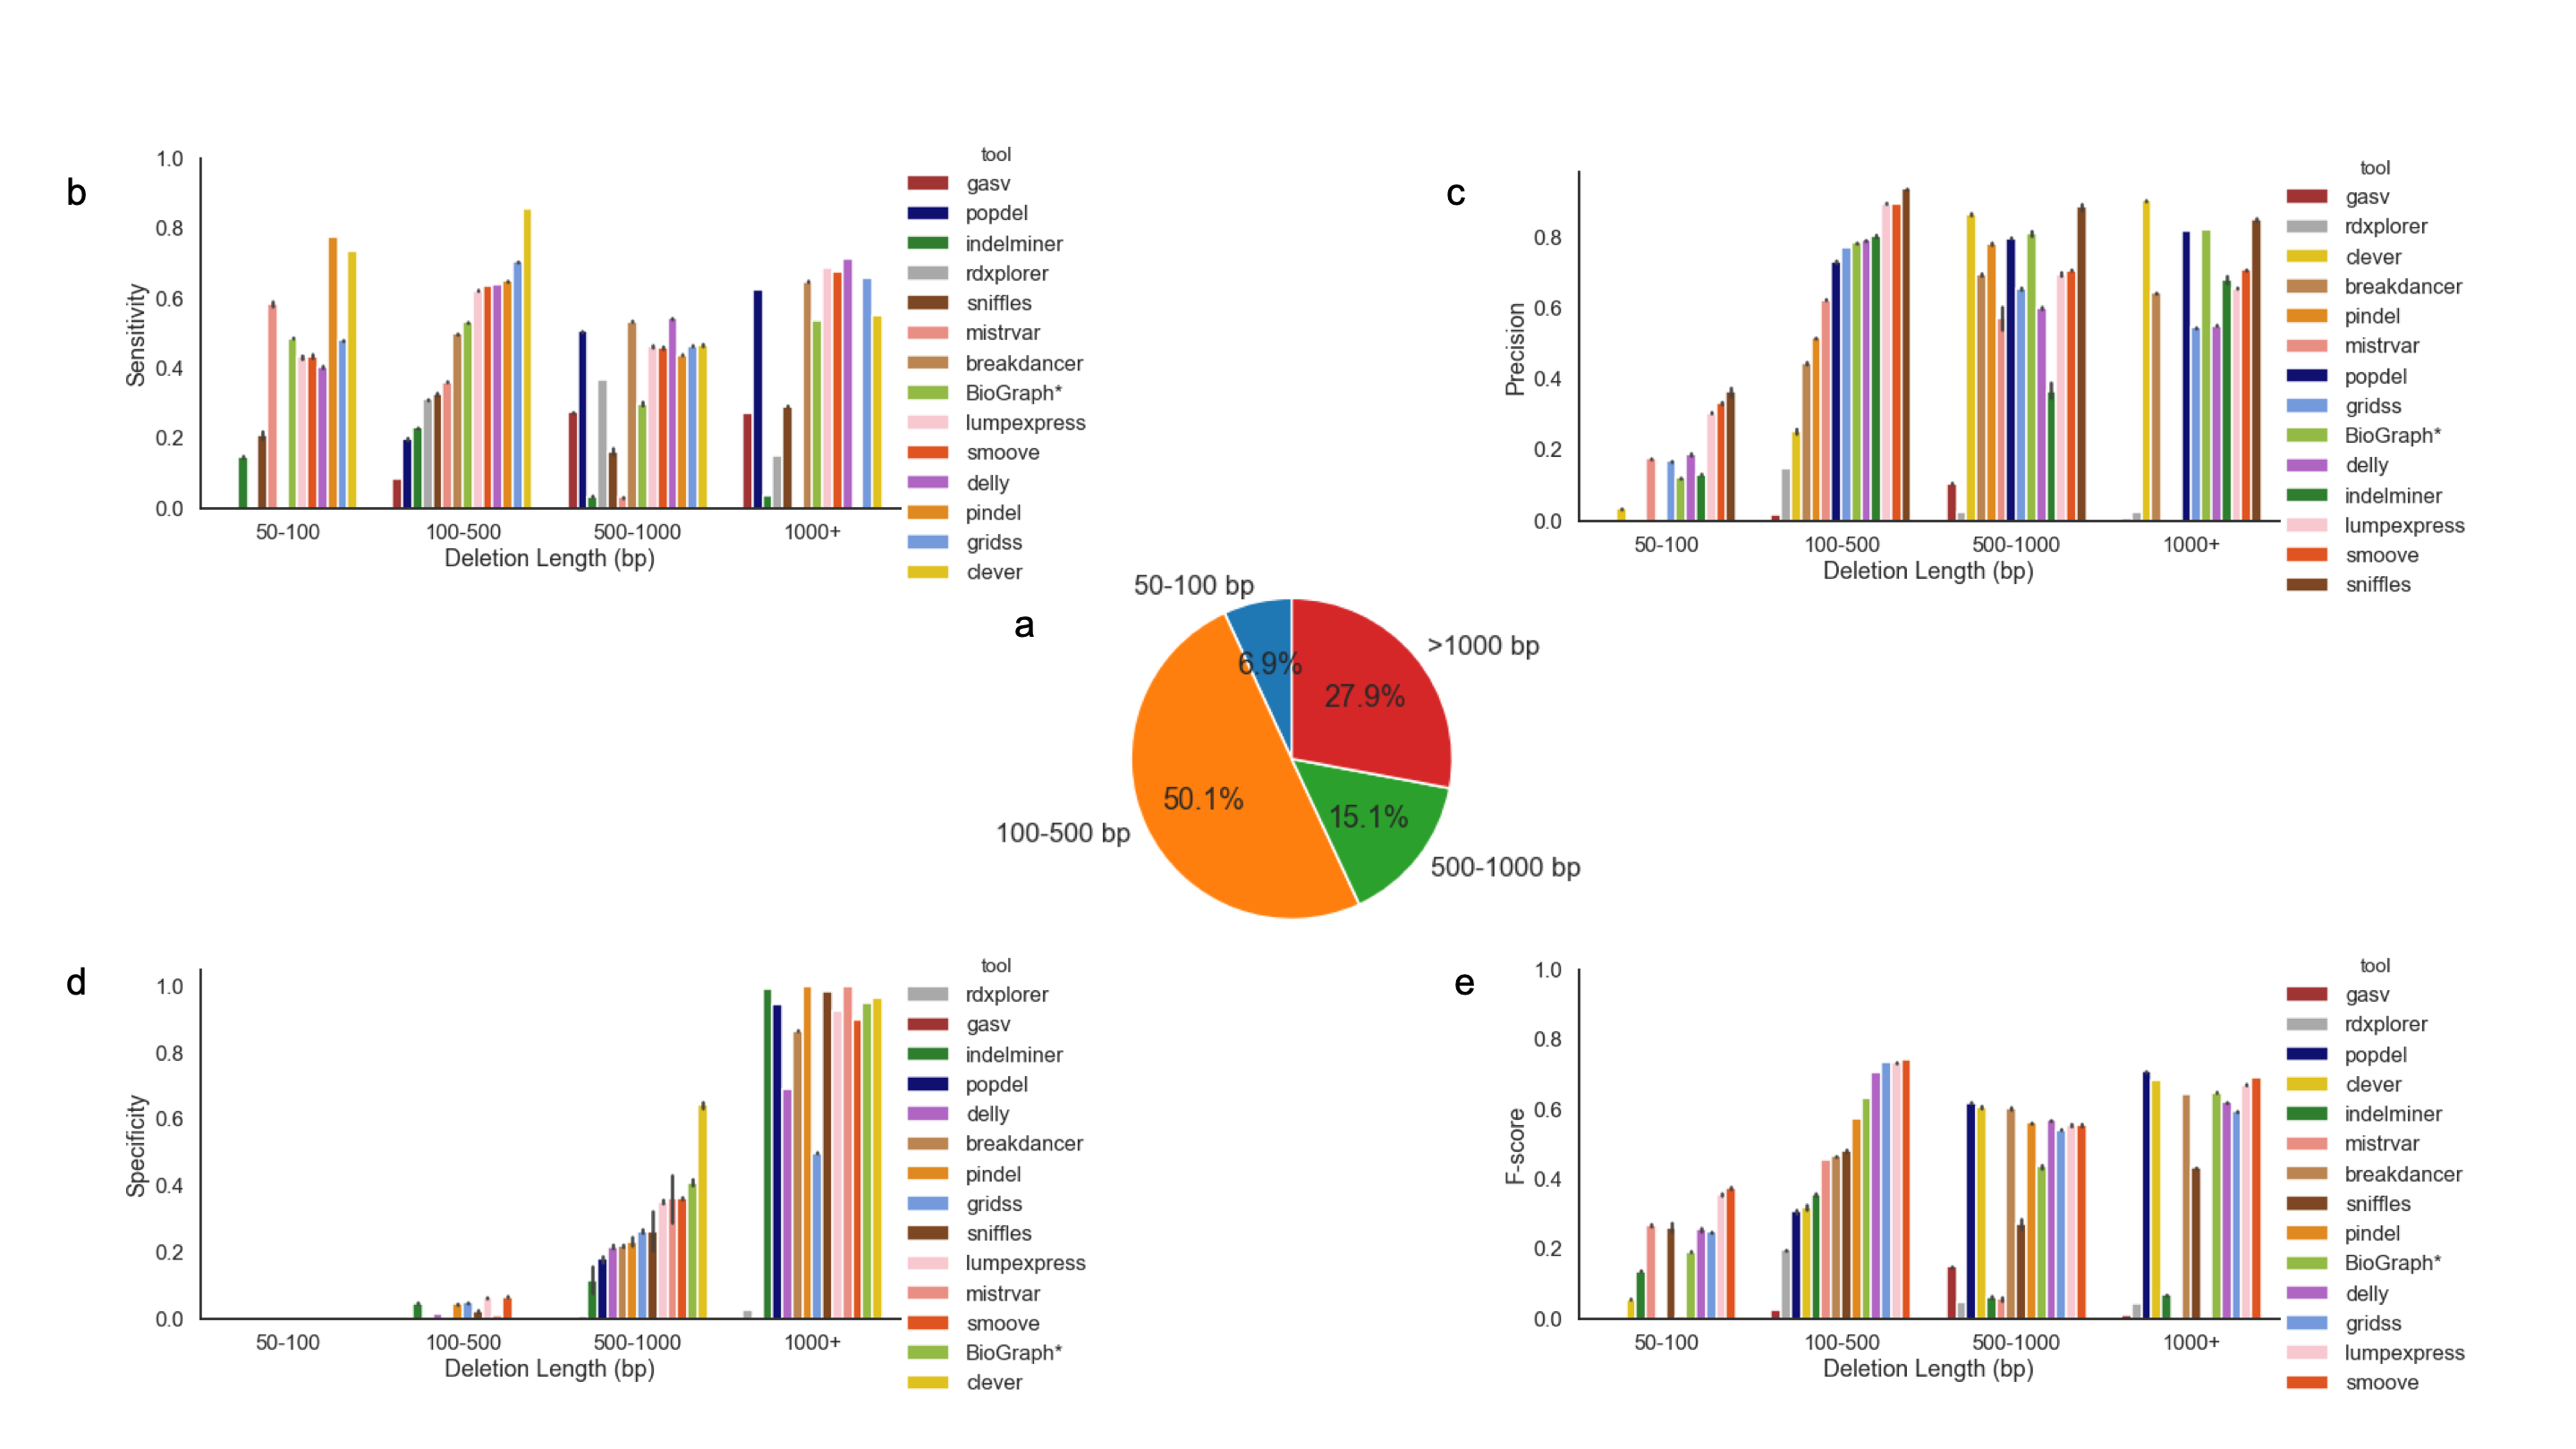 b
1.0
0.8
0.6
0.4
0.2
0.0
Sensitivity
50-100
100-500
500-1000
1000+
Deletion Length (bp)
tool
gasv
popdel
indelminer
rdxplorer
sniffles
mistrvar
breakdancer
BioGraph*
lumpexpress
smoove
delly
pindel
gridss
clever
c
0.8
0.6
0.4
0.2
0.0
Precision
50-100
100-500
500-1000
1000+
Deletion Length (bp)
tool
gasv
rdxplorer
clever
breakdancer
pindel
mistrvar
popdel
gridss
BioGraph*
delly
indelminer
lumpexpress
smoove
sniffles
a
50-100 bp
>1000 bp
6.9%
27.9%
50.1%
15.1%
100-500 bp
500-1000 bp
d
1.0
0.8
0.6
0.4
0.2
0.0
Specificity
50-100
100-500
500-1000
1000+
Deletion Length (bp)
tool
rdxplorer
gasv
indelminer
popdel
delly
breakdancer
pindel
gridss
sniffles
lumpexpress
mistrvar
smoove
BioGraph*
clever
e
1.0
0.8
0.6
0.4
0.2
0.0
F-score
50-100
100-500
500-1000
1000+
Deletion Length (bp)
tool
gasv
rdxplorer
popdel
clever
indelminer
mistrvar
breakdancer
sniffles
pindel
BioGraph*
delly
gridss
lumpexpress
smoove